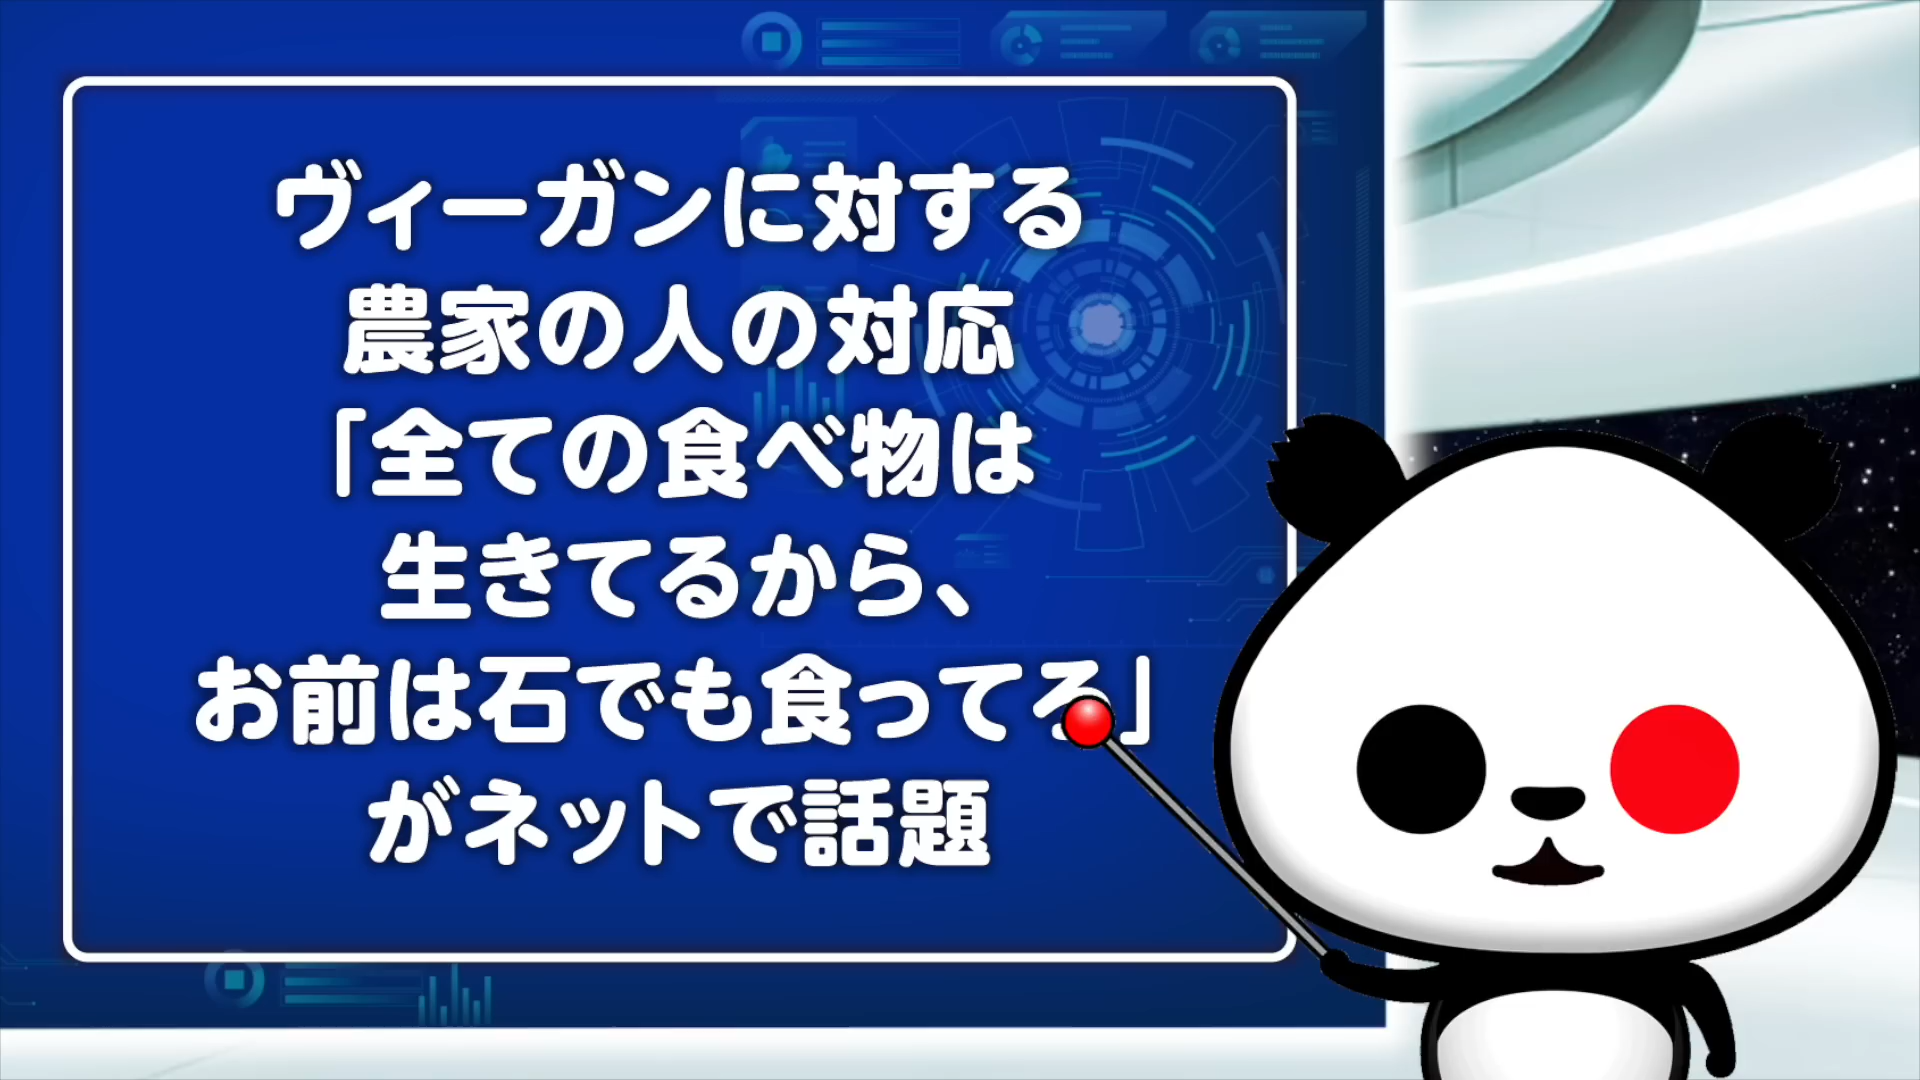 ヴィーガンに対する
農家の人の対応
「全ての食べ物は
生きてるから、
お前は石でも食ってろ」
がネットで話題